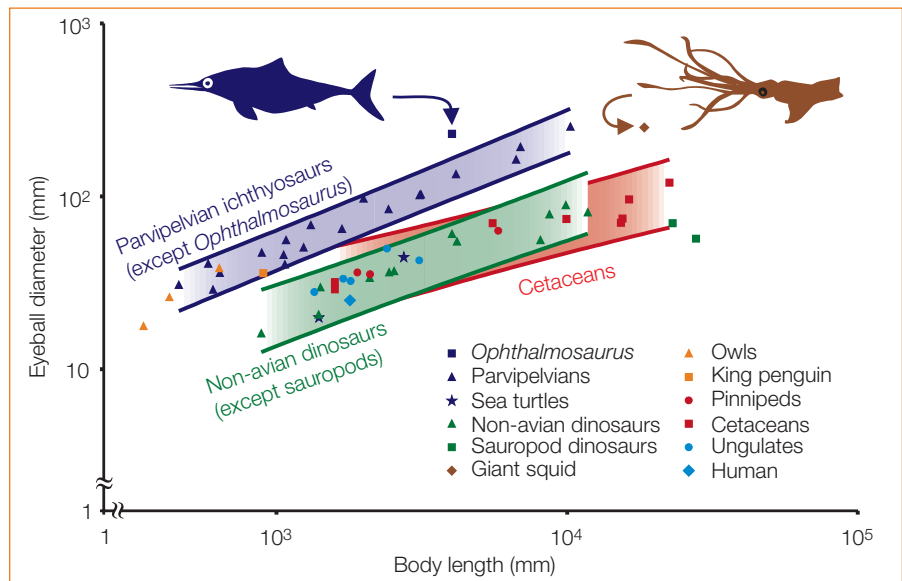 10³
10²
10
1
Eyeball diameter (mm)
Parvipelvian ichthyosaurs
(except Ophthalmosaurus)
Non-avian dinosaurs
(except sauropods)
Cetaceans
Ophthalmosaurus
Parvipelvians
Sea turtles
Non-avian dinosaurs
Sauropod dinosaurs
Giant squid
Owls
King penguin
Pinnipeds
Cetaceans
Ungulates
Human
1
10³
10⁴
10⁵
Body length (mm)